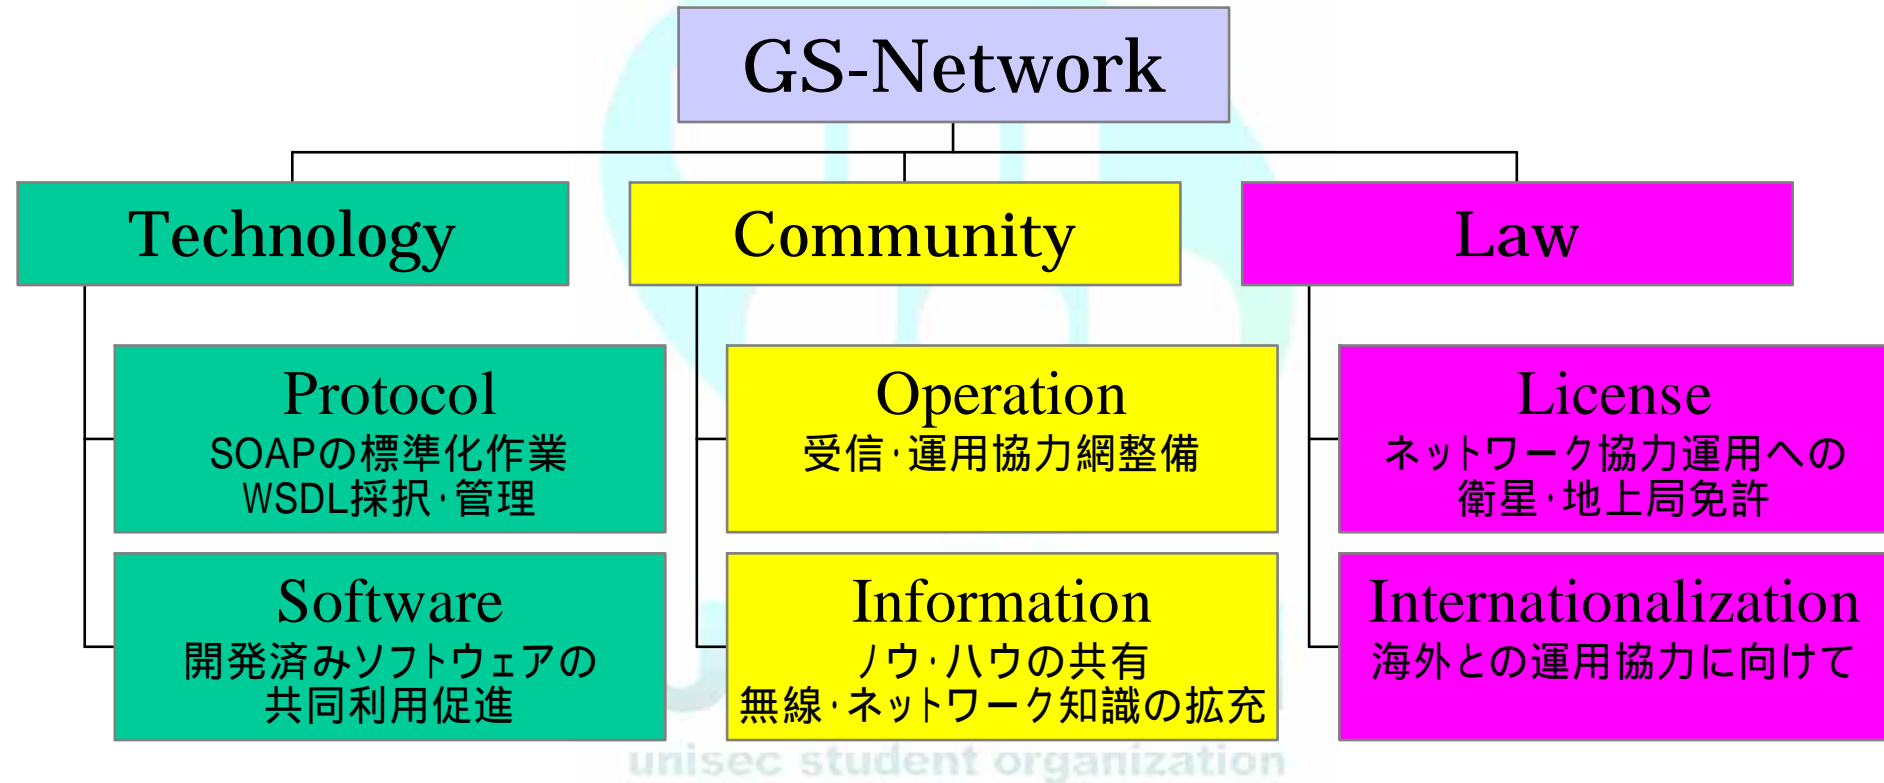 GS-Network
Technology
Community
Law
Protocol
SOAPの標準化作業
WSDL採択・管理
Software
開発済みソフトウェアの
共同利用促進
Operation
受信・運用協力網整備
Information
ノウ・ハウの共有
無線・ネットワーク知識の拡充
License
ネットワーク協力運用への
衛星・地上局免許
Internationalization
海外との運用協力に向けて
unisec student organization